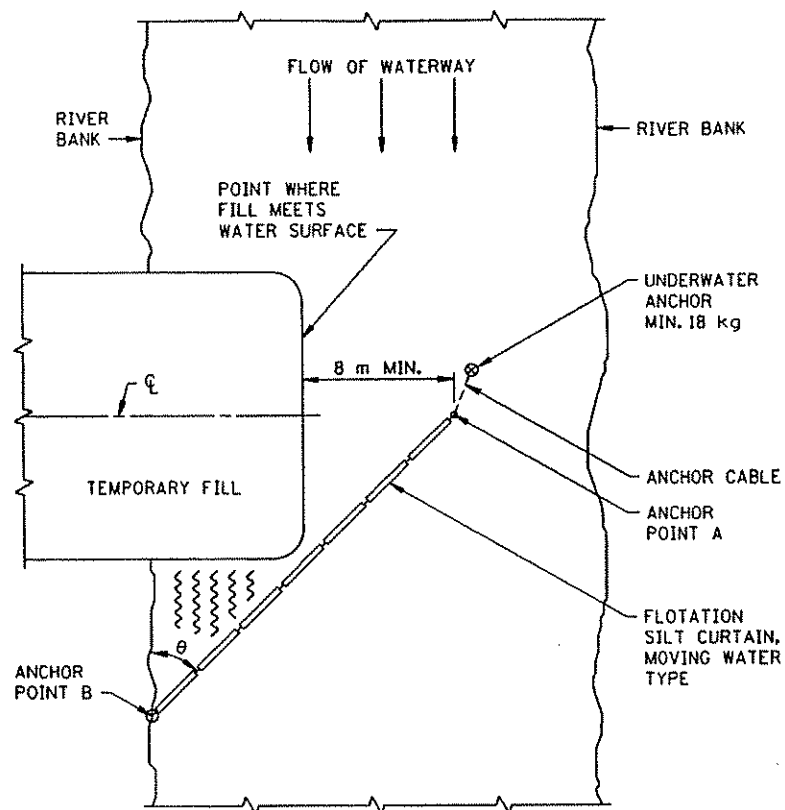 FLOW OF WATERWAY
RIVER
BANK
RIVER BANK
POINT WHERE
FILL MEETS
WATER SURFACE
UNDERWATER
ANCHOR
MIN. 18 kg
8 m MIN.
℄
TEMPORARY FILL
ANCHOR CABLE
ANCHOR
POINT A
FLOTATION
SILT CURTAIN,
MOVING WATER
TYPE
θ
ANCHOR
POINT B